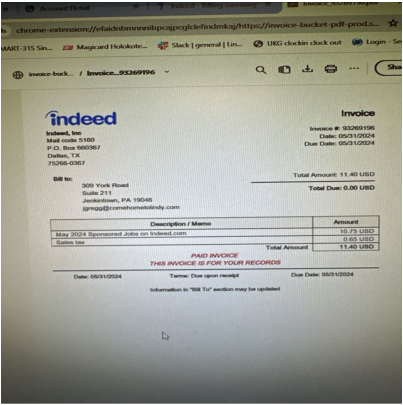 Account Detail
chrome-extension://efaidnbmnnnibpcajpcglclefindmkaj/https://invoice-bucket-pdf-prod.s...
MART-31S Sin...
Magicard Holokote...
Slack | general | Lin...
UKG clockin clock out
Login - Se
invoice-buck... / Invoice_93269196
Sha
indeed
Invoice
Indeed, Inc
Mail code 5160
P.O. Box 660367
Dallas, TX
75266-0367
Invoice #: 93269196
Date: 05/31/2024
Due Date: 05/31/2024
Bill to:
309 York Road
Suite 211
Jenkintown, PA 19046
jgregg@comehometolindy.com
Total Amount: 11.40 USD
Total Due: 0.00 USD
Description / Memo Amount
May 2024 Sponsored Jobs on Indeed.com 10.75 USD
Sales tax 0.65 USD
Total Amount 11.40 USD
PAID INVOICE
THIS INVOICE IS FOR YOUR RECORDS
Date: 05/31/2024 Terms: Due upon receipt Due Date: 05/31/2024
Information in "Bill To" section may be updated